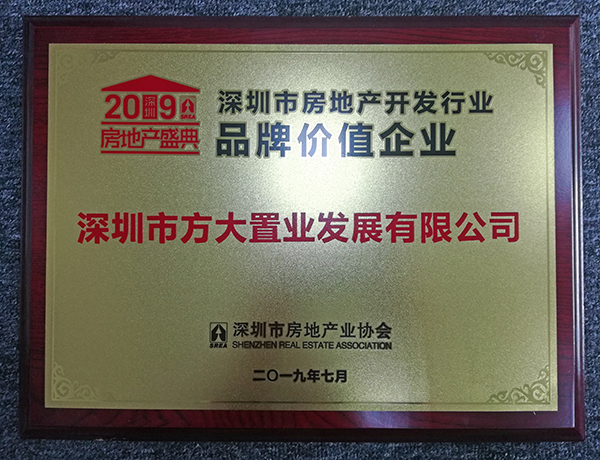 2019
深圳
SREA
房地产盛典
深圳市房地产开发行业
品牌价值企业
深圳市方大置业发展有限公司
SREA
深圳市房地产业协会
SHENZHEN REAL ESTATE ASSOCIATION
二〇一九年七月